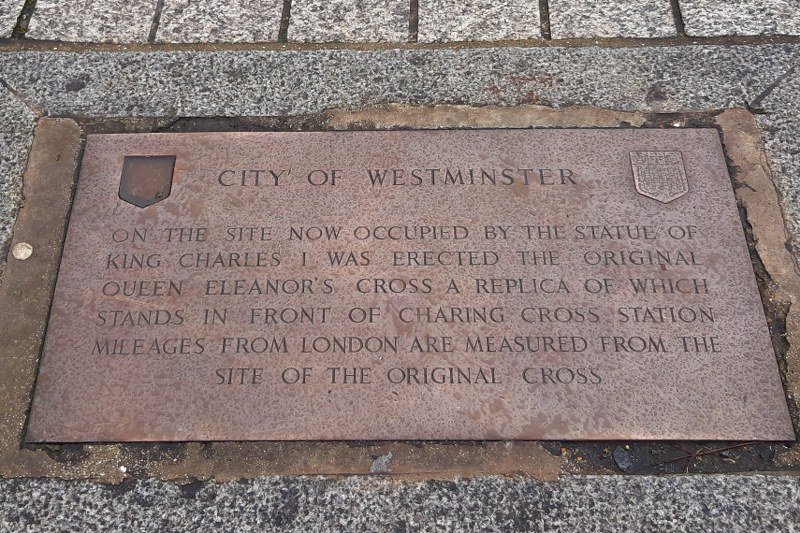 CITY OF WESTMINSTER
ON THE SITE NOW OCCUPIED BY THE STATUE OF
KING CHARLES I WAS ERECTED THE ORIGINAL
QUEEN ELEANOR'S CROSS A REPLICA OF WHICH
STANDS IN FRONT OF CHARING CROSS STATION
MILEAGES FROM LONDON ARE MEASURED FROM THE
SITE OF THE ORIGINAL CROSS